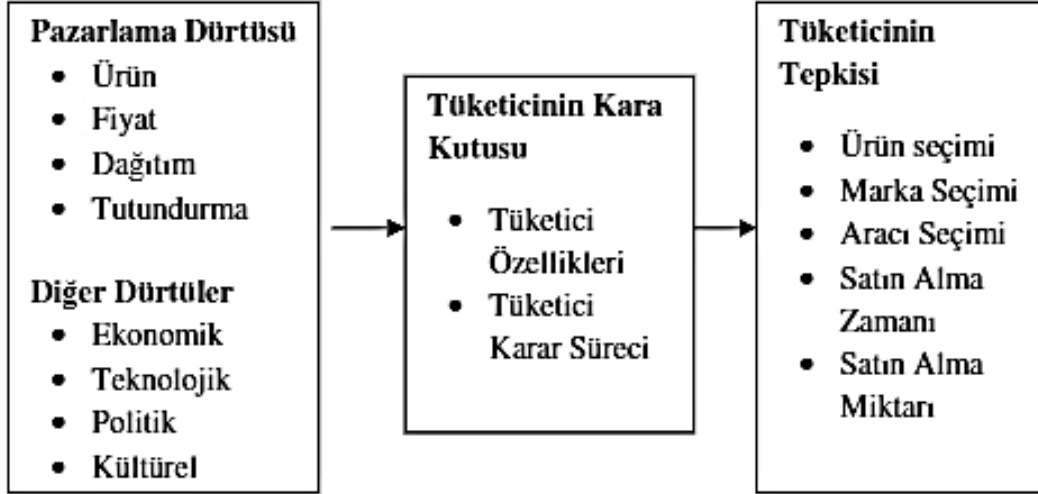 Pazarlama Dürtüsü
• Ürün
• Fiyat
• Dağıtım
• Tutundurma
Diğer Dürtüler
• Ekonomik
• Teknolojik
• Politik
• Kültürel
Tüketicinin Kara
Kutusu
• Tüketici
Özellikleri
• Tüketici
Karar Süreci
Tüketicinin
Tepkisi
• Ürün seçimi
• Marka Seçimi
• Aracı Seçimi
• Satın Alma
Zamanı
• Satın Alma
Miktarı